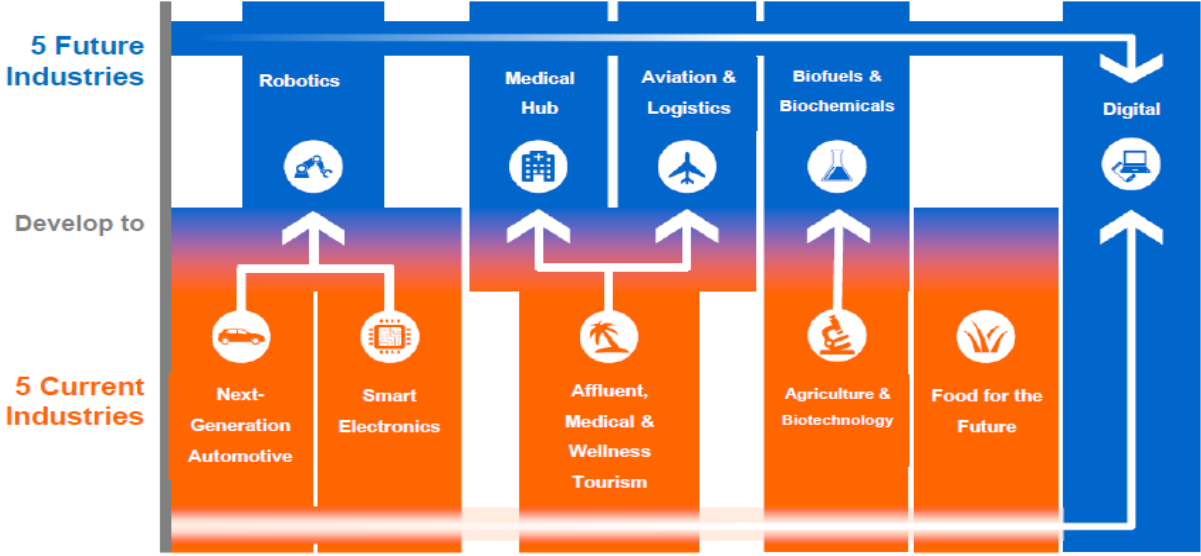 5 Future
Industries
Robotics
Medical
Hub
Aviation &
Logistics
Biofuels &
Biochemicals
Digital
Develop to
5 Current
Industries
Next-
Generation
Automotive
Smart
Electronics
Affluent,
Medical &
Wellness
Tourism
Agriculture &
Biotechnology
Food for the
Future